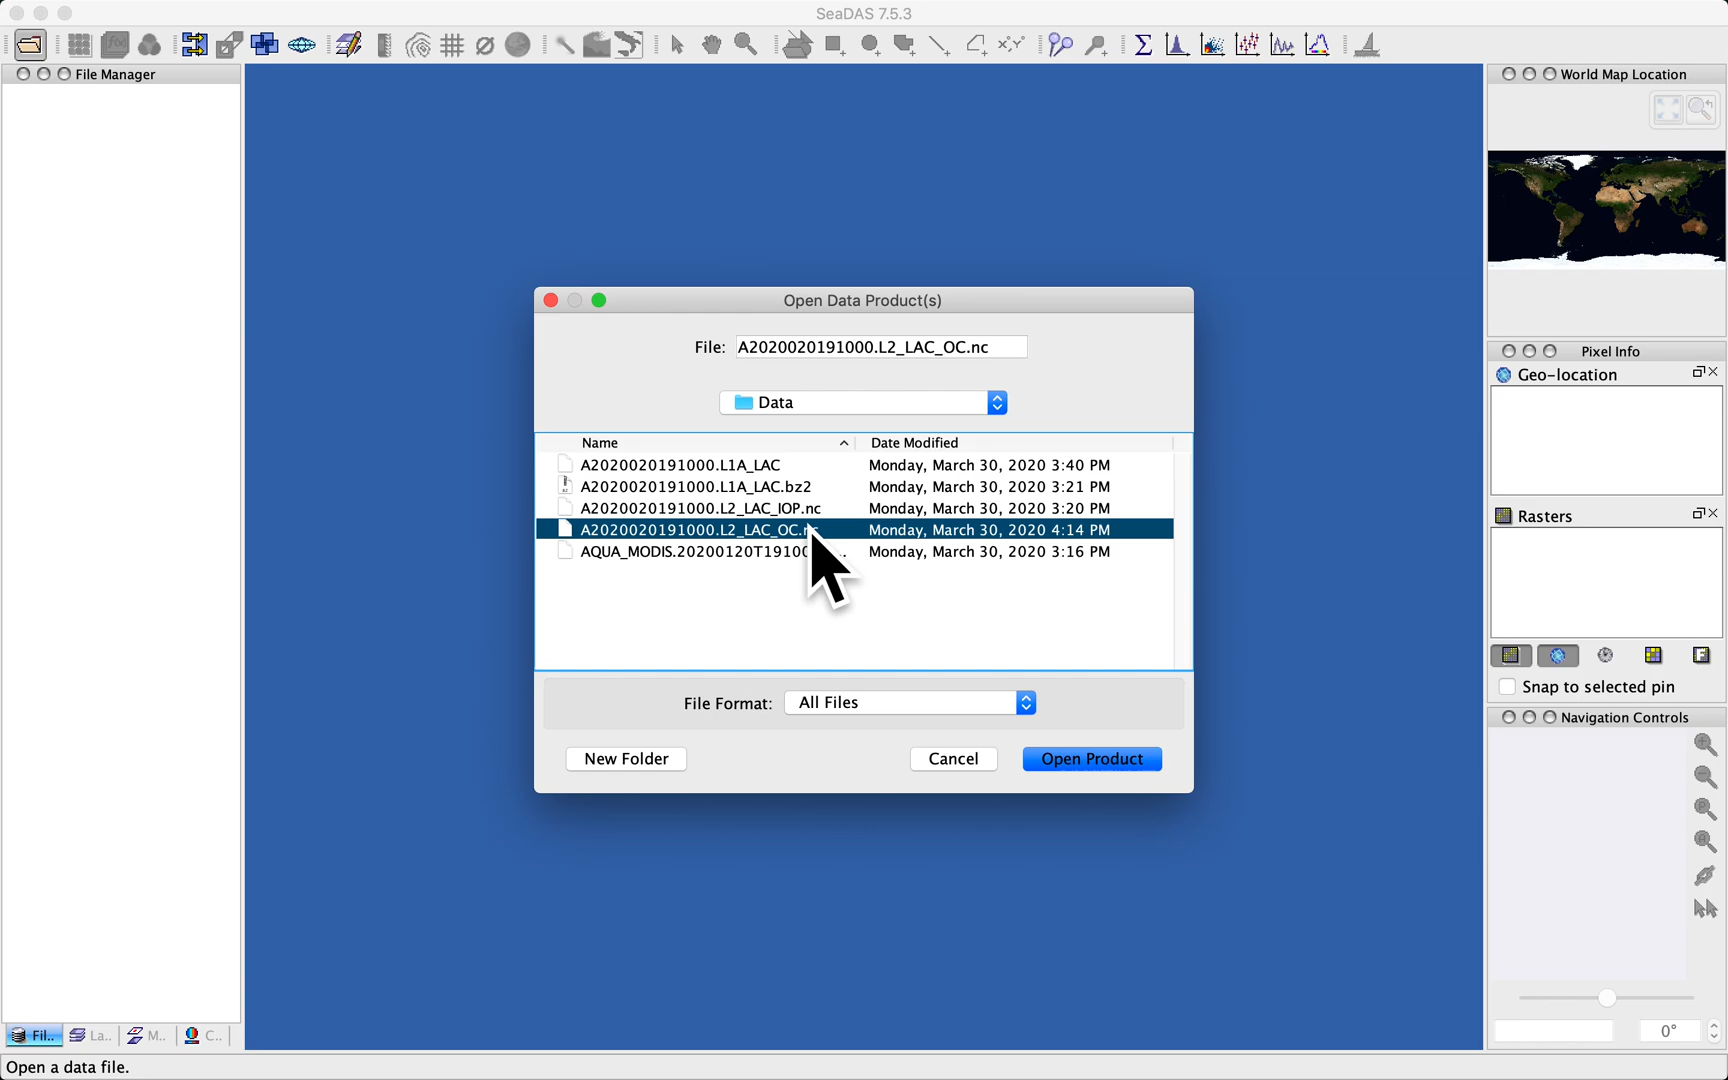 SeaDAS 7.5.3
File Manager
World Map Location
Open Data Product(s)
File: A2020020191000.L2_LAC_OC.nc
Data
Name Date Modified
A2020020191000.L1A_LAC Monday, March 30, 2020 3:40 PM
A2020020191000.L1A_LAC.bz2 Monday, March 30, 2020 3:21 PM
A2020020191000.L2_LAC_IOP.nc Monday, March 30, 2020 3:20 PM
A2020020191000.L2_LAC_OC.nc Monday, March 30, 2020 4:14 PM
AQUA_MODIS.20200120T19100 Monday, March 30, 2020 3:16 PM
File Format: All Files
New Folder Cancel Open Product
Pixel Info
Geo-location
Rasters
Snap to selected pin
Navigation Controls
0°
Fil.. La.. M.. C..
Open a data file.